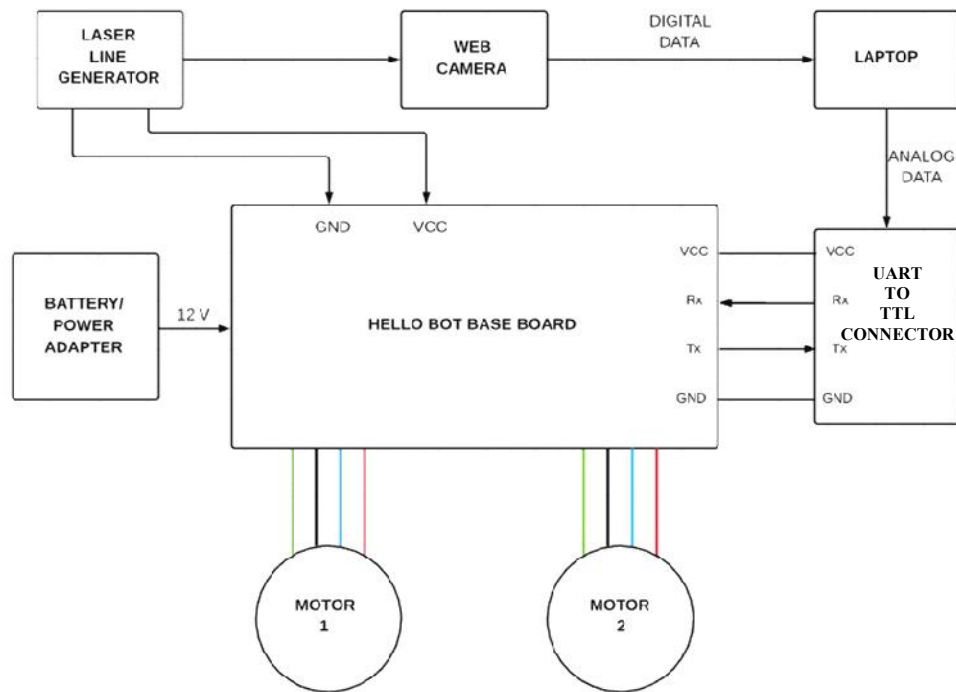 LASER
LINE
GENERATOR
WEB
CAMERA
DIGITAL
DATA
LAPTOP
ANALOG
DATA
GND
VCC
BATTERY/
POWER
ADAPTER
12 V
HELLO BOT BASE BOARD
VCC
Rx
Tx
GND
VCC
Rx
Tx
GND
UART
TO
TTL
CONNECTOR
MOTOR
1
MOTOR
2